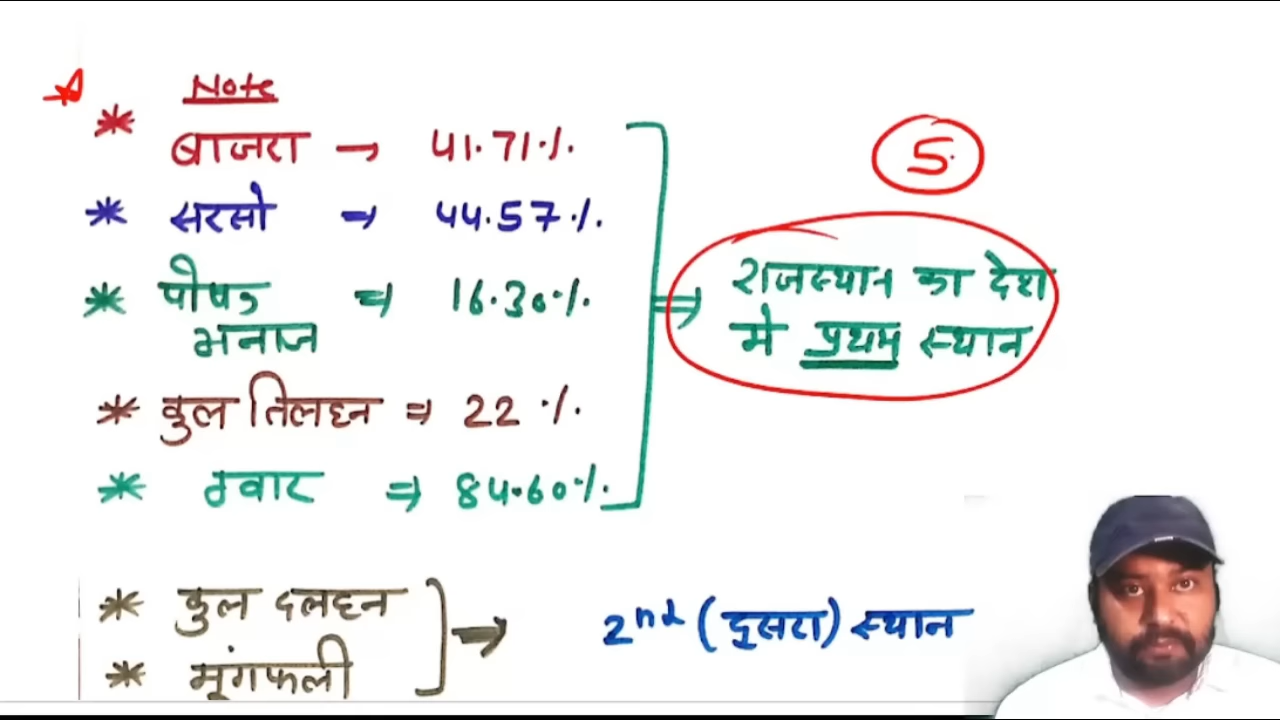 Note
* बाजरा → 41.71%
* सरसो ⇒ 44.57%
* पोषक ⇒ 16.30%
अनाज
* कुल तिलहन ⇒ 22%
* ग्वार ⇒ 84.60%
5
⇒ राजस्थान का देश
मे प्रथम स्थान
* कुल दलहन
* मूंगफली
⇒ 2nd (दुसरा) स्थान